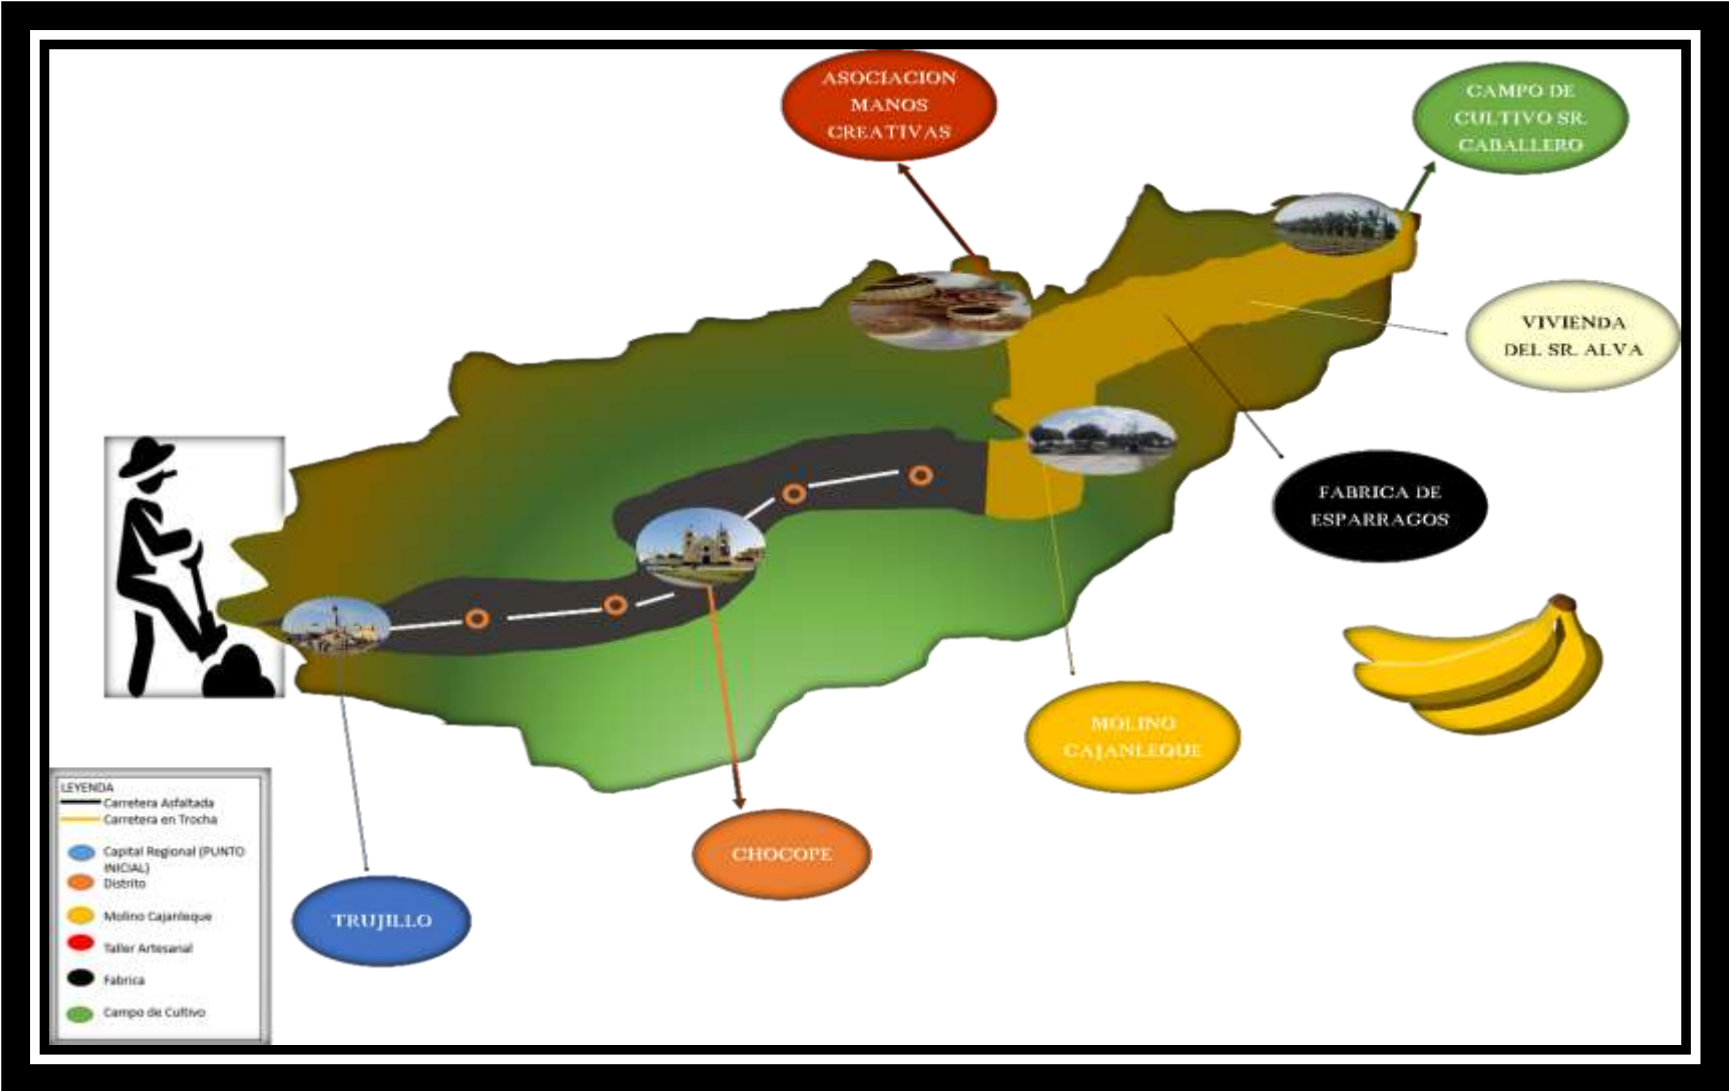 ASOCIACION
MANOS
CREATIVAS
CAMPO DE
CULTIVO SR.
CABALLERO
VIVIENDA
DEL SR. ALVA
FABRICA DE
ESPARRAGOS
MOLINO
CAJANLEQUE
CHOCOPE
TRUJILLO
LEYENDA
Carretera Asfaltada
Carretera en Trocha
Capital Regional (PUNTO
INICIAL)
Distrito
Molino Cajanleque
Taller Artesanal
Fabrica
Campo de Cultivo